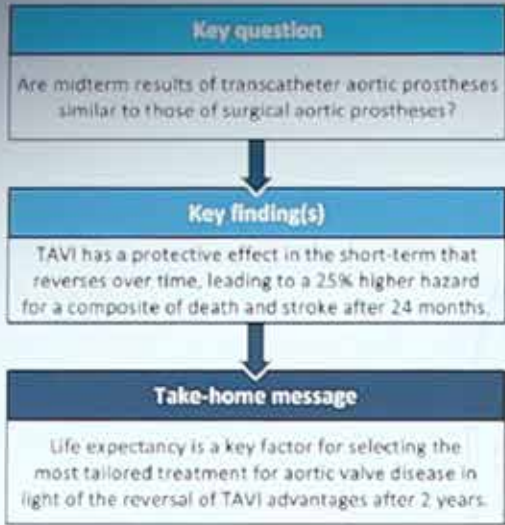 Key question
Are midterm results of transcatheter aortic prostheses
similar to those of surgical aortic prostheses?
Key finding(s)
TAVI has a protective effect in the short-term that
reverses over time, leading to a 25% higher hazard
for a composite of death and stroke after 24 months.
Take-home message
Life expectancy is a key factor for selecting the
most tailored treatment for aortic valve disease in
light of the reversal of TAVI advantages after 2 years.